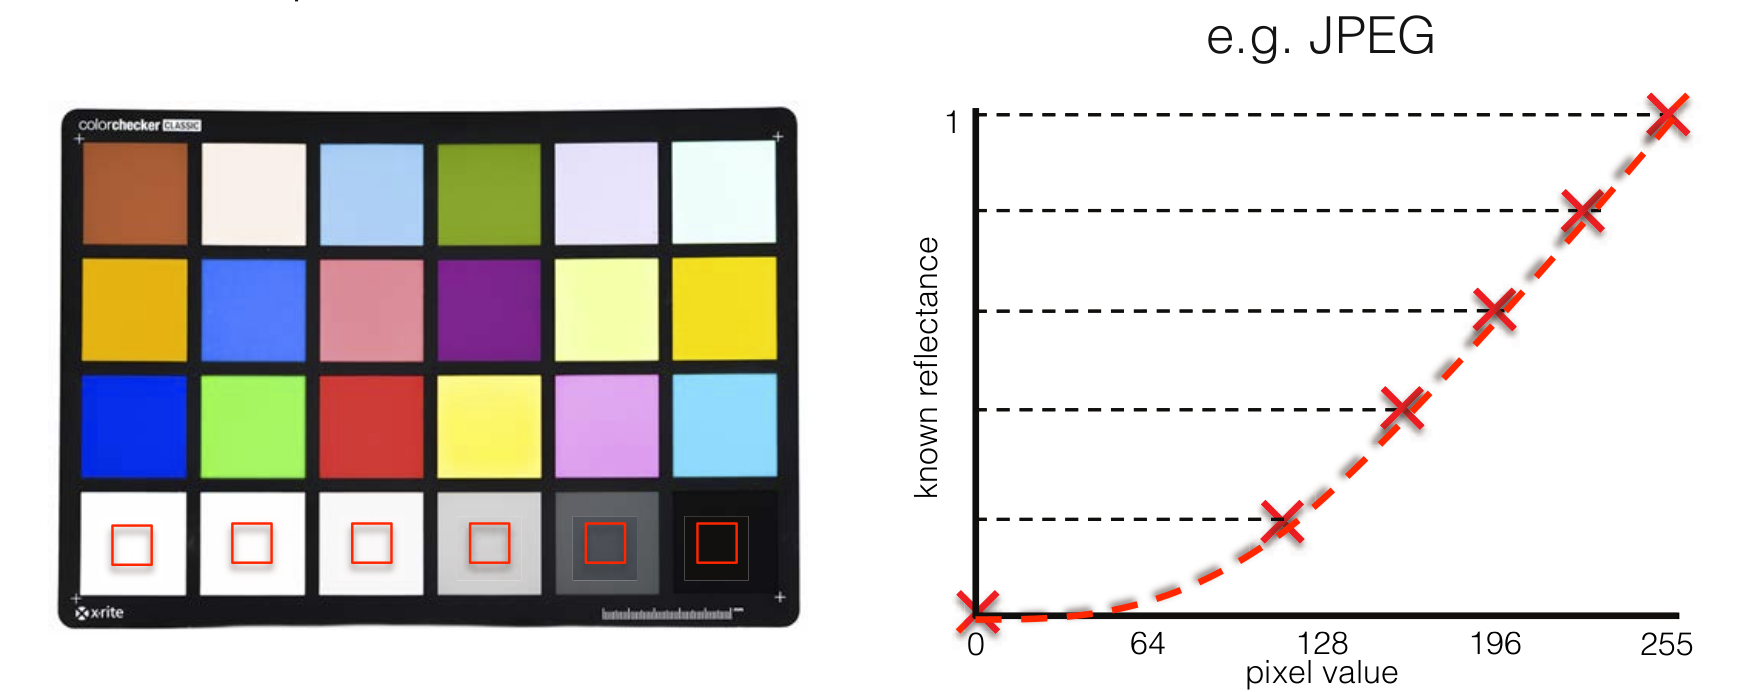 e.g. JPEG
colorchecker CLASSIC
x-rite
1
known reflectance
0 64 128 196 255
pixel value